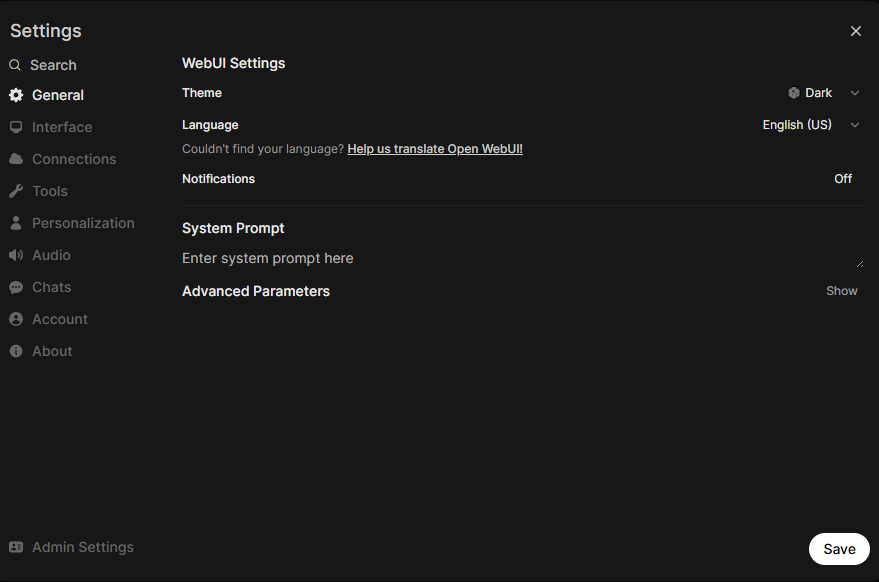 Settings
Search
General
Interface
Connections
Tools
Personalization
Audio
Chats
Account
About
Admin Settings
WebUI Settings
Theme Dark
Language English (US)
Couldn't find your language? Help us translate Open WebUI!
Notifications Off
System Prompt
Enter system prompt here
Advanced Parameters Show
Save